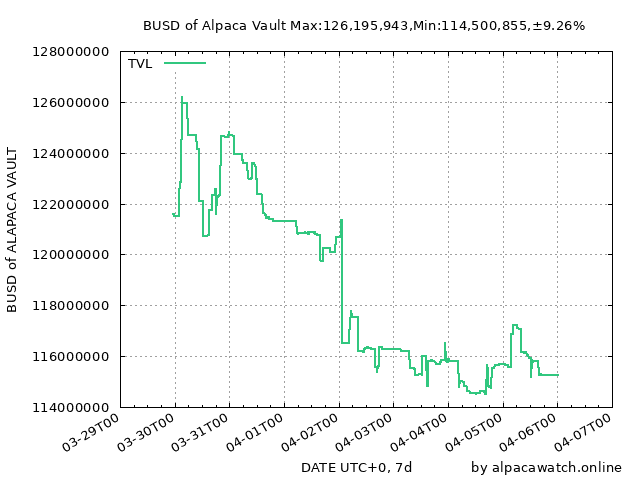 BUSD of Alpaca Vault Max:126,195,943,Min:114,500,855,±9.26%
TVL
128000000
126000000
124000000
122000000
120000000
118000000
116000000
114000000
BUSD of ALAPACA VAULT
03-29T00
03-30T00
03-31T00
04-01T00
04-02T00
04-03T00
04-04T00
04-05T00
04-06T00
04-07T00
DATE UTC+0, 7d
by alpacawatch.online